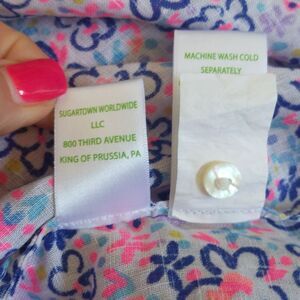 SUGARTOWN WORLDWIDE
LLC
800 THIRD AVENUE
KING OF PRUSSIA, PA
MACHINE WASH COLD
SEPARATELY